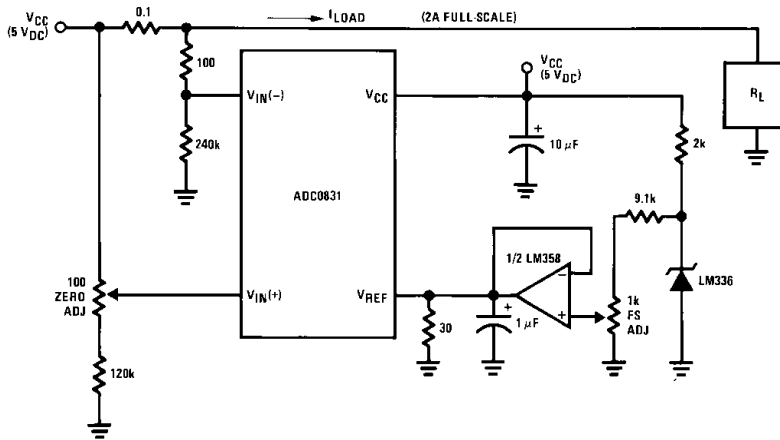 VCC
(5 VDC)
0.1
ILOAD
(2A FULL-SCALE)
100
VIN(−)
240k
VCC
VCC
(5 VDC)
RL
10 µF
2k
ADC0831
9.1k
100
ZERO
ADJ
VIN(+)
VREF
1/2 LM358
LM336
30
1 µF
1k
FS
ADJ
120k
+
+
−
+